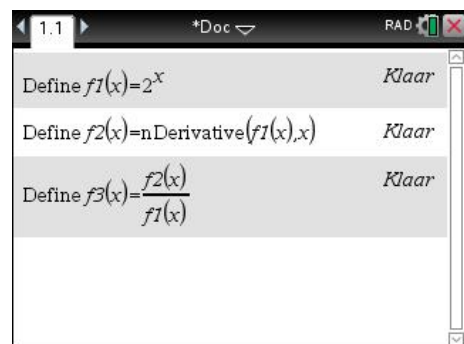 1.1 *Doc RAD
Define f1(x)=2^x Klaar
Define f2(x)=nDerivative(f1(x),x) Klaar
Define f3(x)=f2(x)/f1(x) Klaar